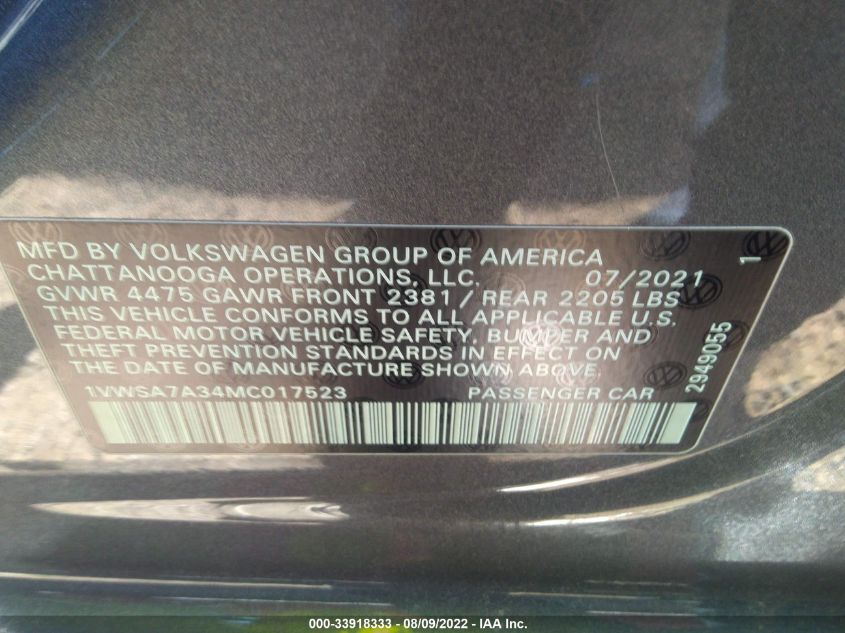 MFD BY VOLKSWAGEN GROUP OF AMERICA
CHATTANOOGA OPERATIONS, LLC. 07/2021
GVWR 4475 GAWR FRONT 2381 / REAR 2205 LBS
THIS VEHICLE CONFORMS TO ALL APPLICABLE U.S.
FEDERAL MOTOR VEHICLE SAFETY, BUMPER AND
THEFT PREVENTION STANDARDS IN EFFECT ON
THE DATE OF MANUFACTURE SHOWN ABOVE.
1VWSA7A34MC017523 PASSENGER CAR
2949055
1
000-33918333 - 08/09/2022 - IAA Inc.